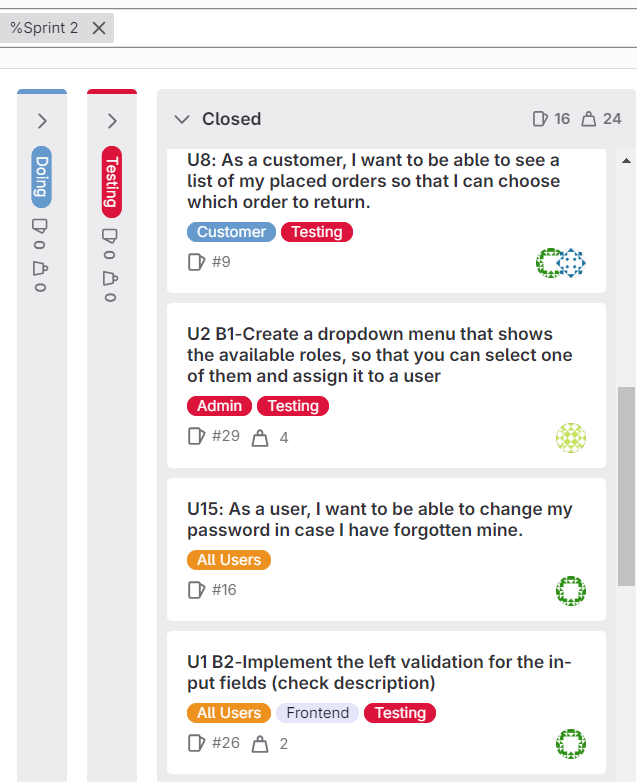 %Sprint 2
Doing
0
0
Testing
0
0
Closed
16
24
U8: As a customer, I want to be able to see a
list of my placed orders so that I can choose
which order to return.
Customer
Testing
#9
U2 B1-Create a dropdown menu that shows
the available roles, so that you can select one
of them and assign it to a user
Admin
Testing
#29
4
U15: As a user, I want to be able to change my
password in case I have forgotten mine.
All Users
#16
U1 B2-Implement the left validation for the in-
put fields (check description)
All Users
Frontend
Testing
#26
2